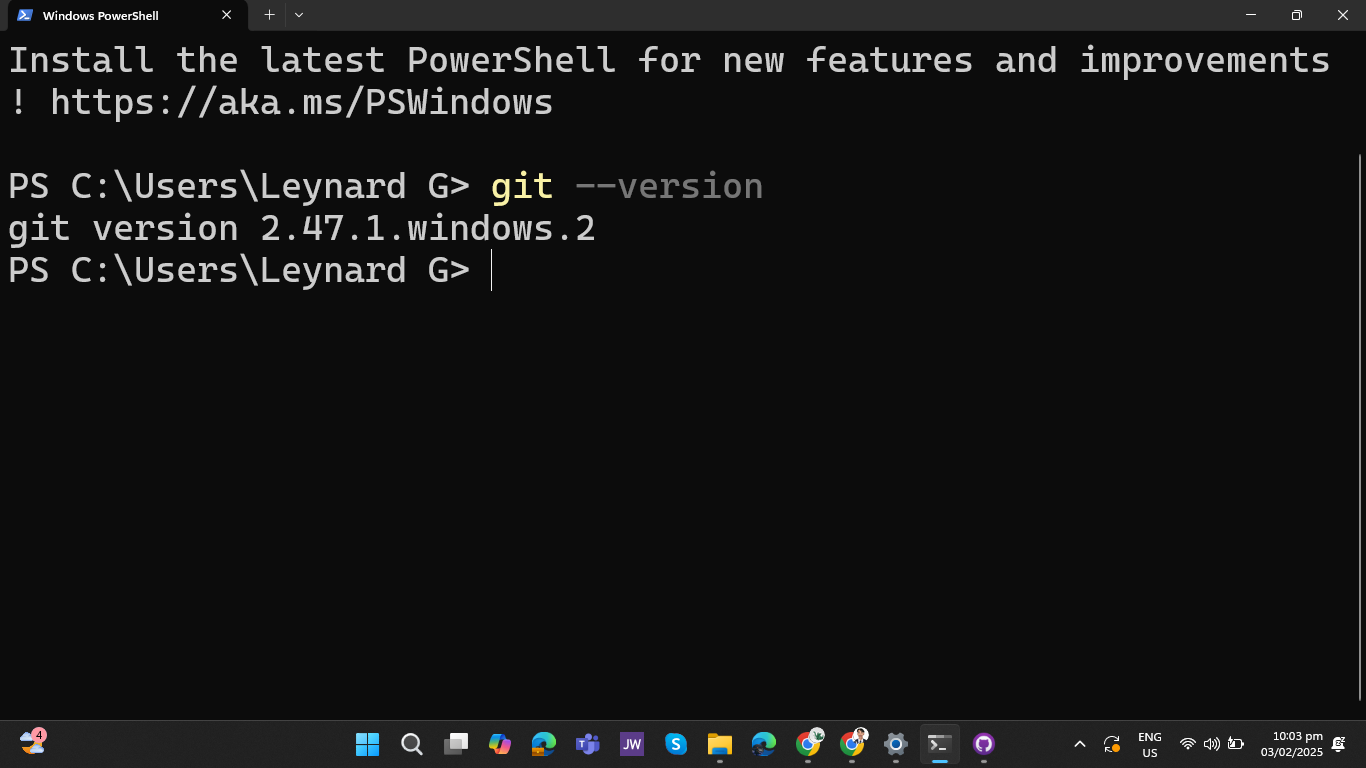 Windows PowerShell
Install the latest PowerShell for new features and improvements
! https://aka.ms/PSWindows
PS C:\Users\Leynard G> git --version
git version 2.47.1.windows.2
PS C:\Users\Leynard G>
4
JW
S
ENG
US
10:03 pm
03/02/2025